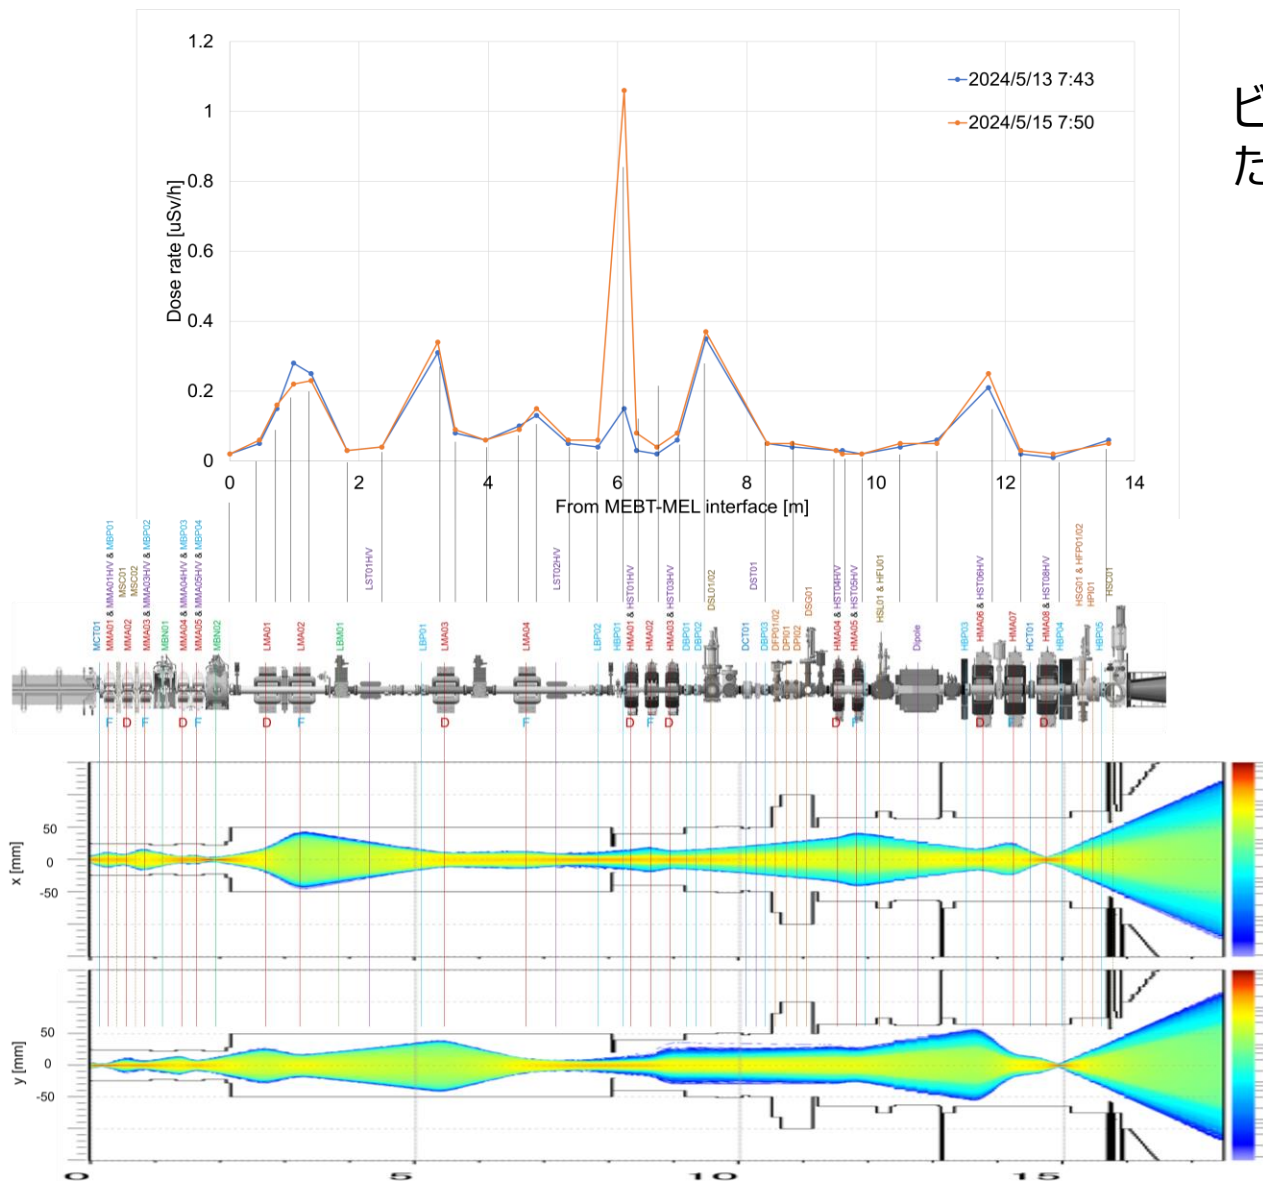 1.2
1
0.8
0.6
0.4
0.2
0
Dose rate [uSv/h]
2024/5/13 7:43
2024/5/15 7:50
ビ
た
0 2 4 6 8 10 12 14
From MEBT-MEL interface [m]
MCT01
MMA01 & MMA01H/V & MBP01
MSC01
MMA02
MSC02
MMA03 & MMA03H/V & MBP02
MBN01
MMA04 & MMA04H/V & MBP03
MMA05 & MMA05H/V & MBP04
MBN02
LMA01
LMA02
LBM01
LST01H/V
LBP01
LMA03
LMA04
LST02H/V
LBP02
HBP01
HMA01 & HST01H/V
HMA02
HMA03 & HST03H/V
DBP01
DBP02
DSL01/02
DCT01
DST01
DBP03
DFP01/02
DPI01
DPI02
DSG01
HMA04 & HST04H/V
HMA05 & HST05H/V
HSL01 & HFU01
Dipole
HBP03
HMA06 & HST06H/V
HMA07
HCT01
HMA08 & HST08H/V
HBP04
HSG01 & HFP01/02
HPI01
HBP05
HSC01
F D F D F D F D F D F D D F D F D
50
0
-50
x [mm]
50
0
-50
y [mm]
0 5 10 15